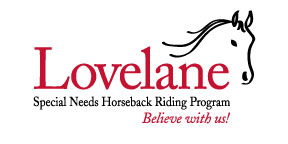 Lovelane
Special Needs Horseback Riding Program
Believe with us!